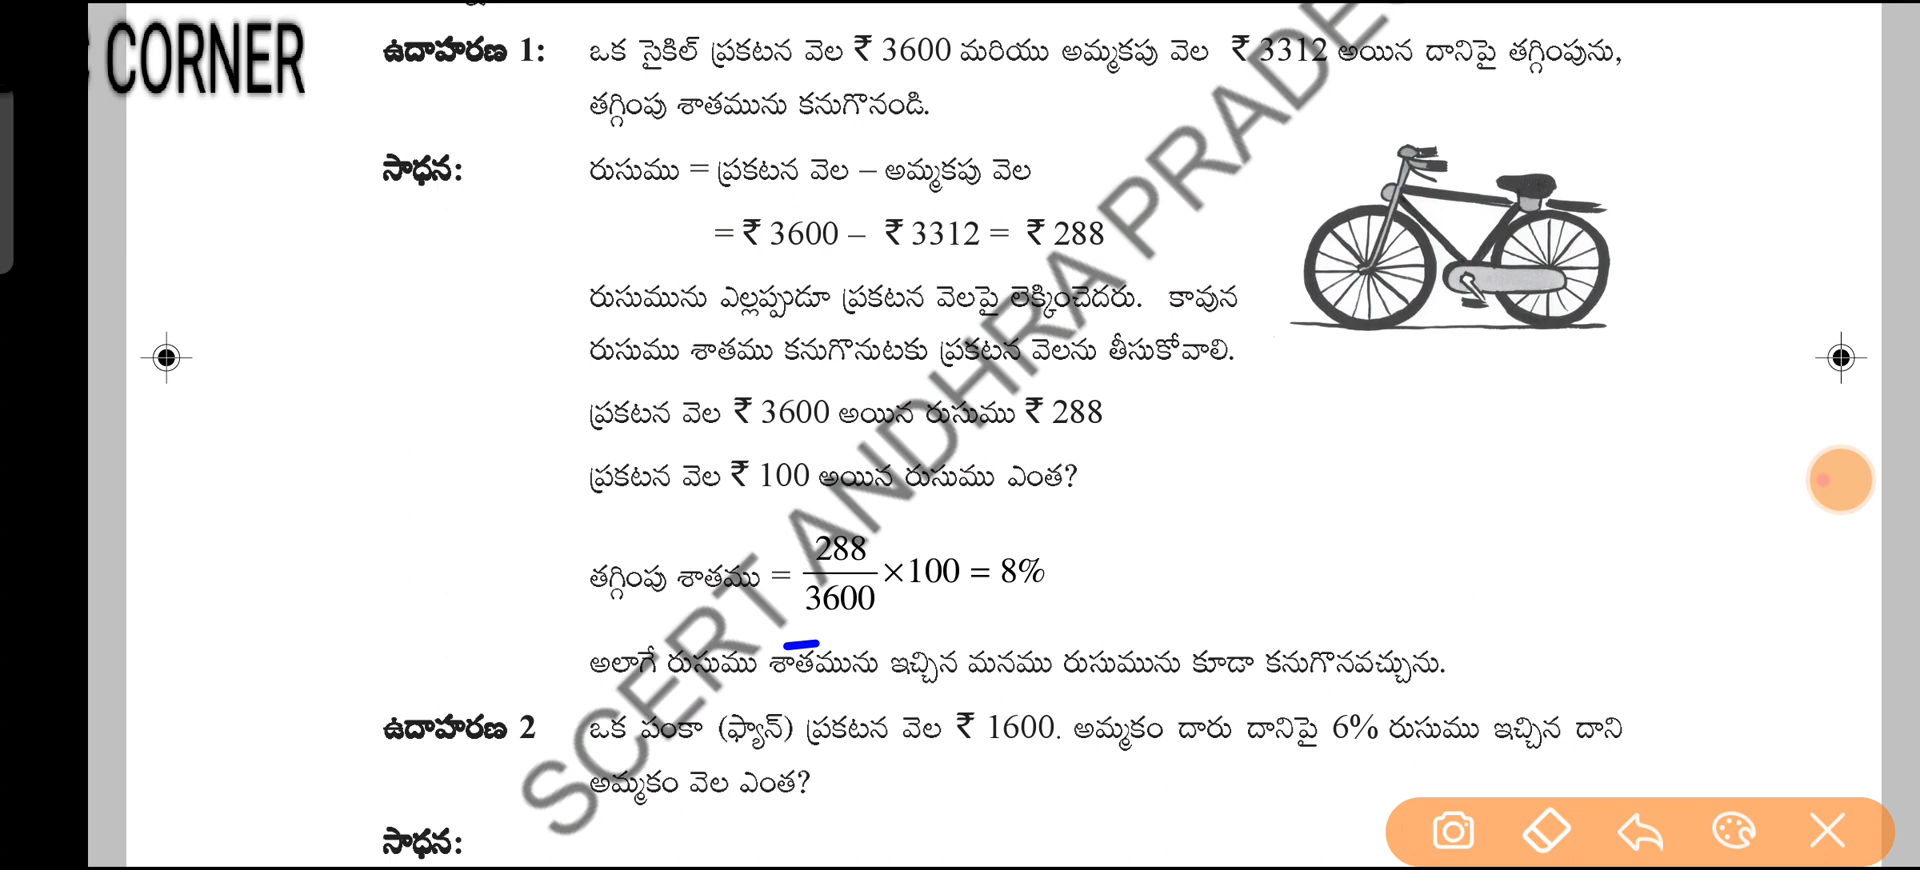 CORNER
ఉదాహరణ 1: ఒక సైకిల్ ప్రకటన వెల ₹ 3600 మరియు అమ్మకపు వెల ₹ 3312 అయిన దానిపై తగ్గింపును,
తగ్గింపు శాతమును కనుగొనండి.
సాధన: రుసుము = ప్రకటన వెల – అమ్మకపు వెల
= ₹ 3600 – ₹ 3312 = ₹ 288
రుసుమును ఎల్లప్పుడూ ప్రకటన వెలపై లెక్కించెదరు. కావున
రుసుము శాతము కనుగొనుటకు ప్రకటన వెలను తీసుకోవాలి.
ప్రకటన వెల ₹ 3600 అయిన రుసుము ₹ 288
ప్రకటన వెల ₹ 100 అయిన రుసుము ఎంత?
తగ్గింపు శాతము = 288/3600 ×100 = 8%
అలాగే రుసుము శాతమును ఇచ్చిన మనము రుసుమును కూడా కనుగొనవచ్చును.
ఉదాహరణ 2 ఒక పంకా (ఫ్యాన్) ప్రకటన వెల ₹ 1600. అమ్మకం దారు దానిపై 6% రుసుము ఇచ్చిన దాని
అమ్మకం వెల ఎంత?
సాధన:
SCERT ANDHRA PRADE